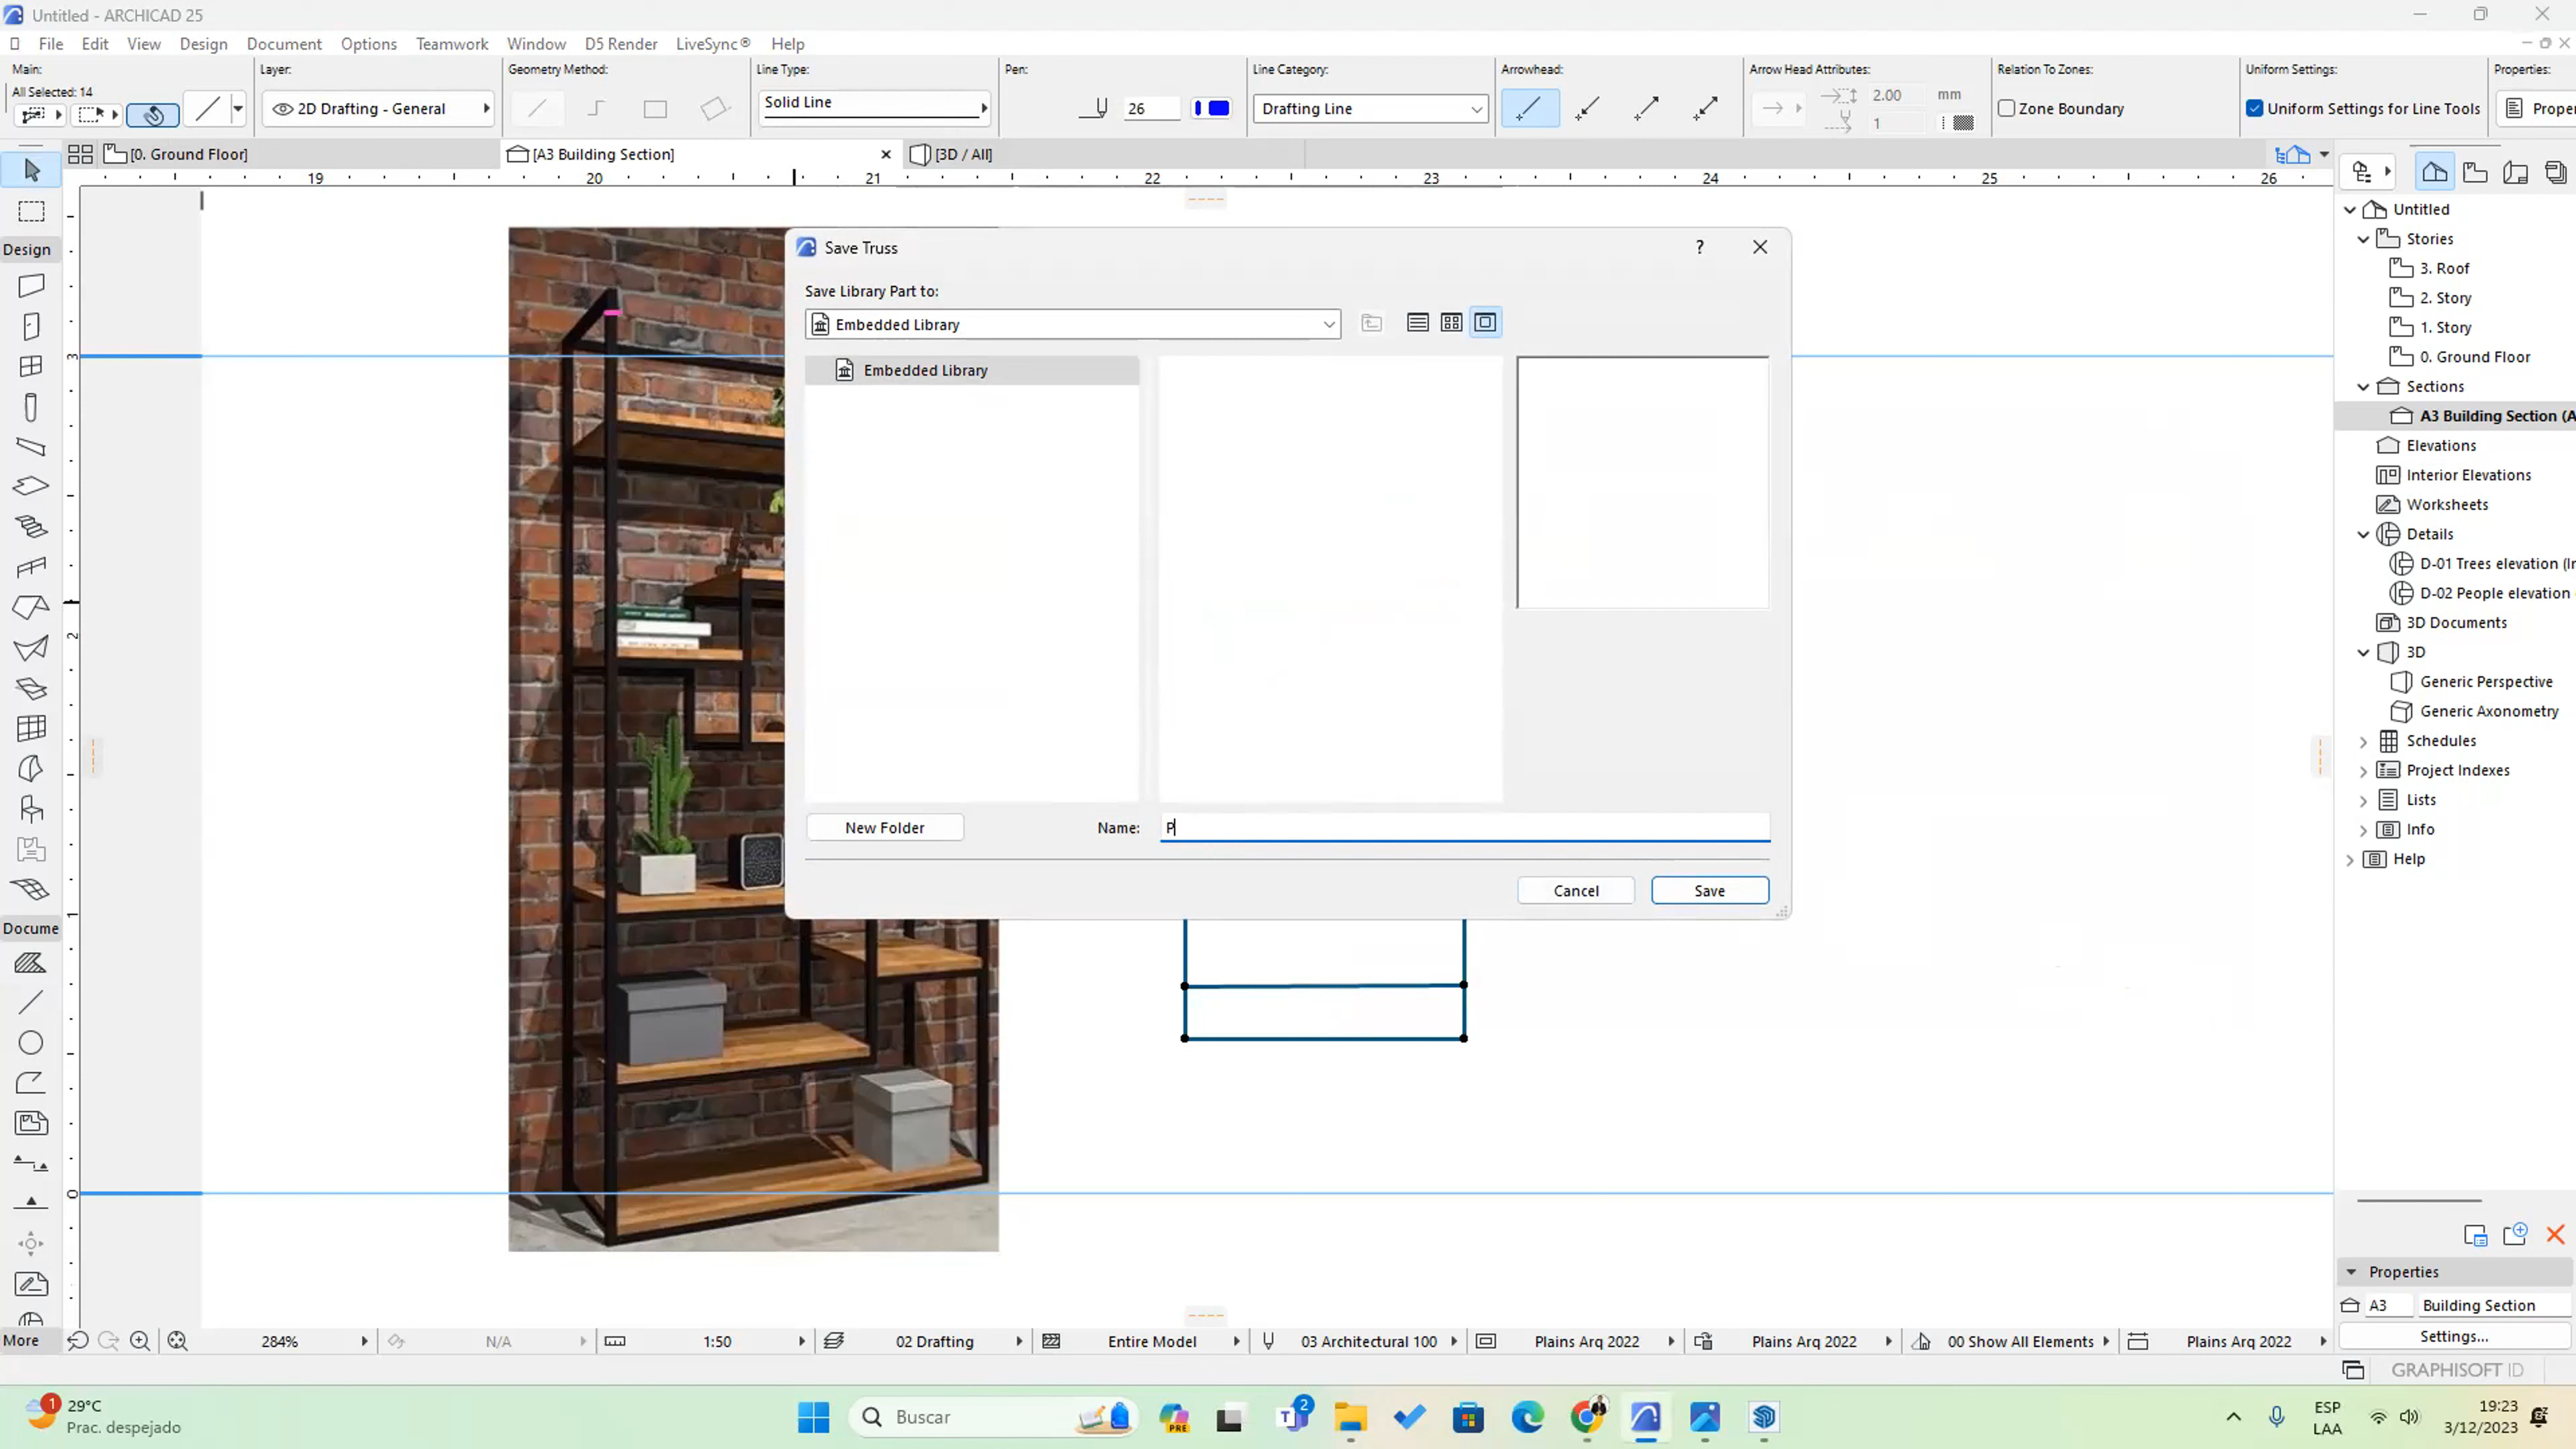 Untitled - ARCHICAD 25
File Edit View Design Document Options Teamwork Window D5 Render LiveSync® Help
Main:
All Selected: 14
Layer:
2D Drafting - General
Geometry Method:
Line Type:
Solid Line
Pen:
26
Line Category:
Drafting Line
Arrowhead:
Arrow Head Attributes:
2.00 mm
1
Relation To Zones:
Zone Boundary
Uniform Settings:
Uniform Settings for Line Tools
Properties:
Proper
[0. Ground Floor]
[A3 Building Section]
[3D / All]
19 20 21 22 23 24 25 26
3
2
1
0
Design
Docume
More
Save Truss
?
Save Library Part to:
Embedded Library
Embedded Library
New Folder
Name:
P
Cancel
Save
Untitled
Stories
3. Roof
2. Story
1. Story
0. Ground Floor
Sections
A3 Building Section (A
Elevations
Interior Elevations
Worksheets
Details
D-01 Trees elevation (In
D-02 People elevation
3D Documents
3D
Generic Perspective
Generic Axonometry
Schedules
Project Indexes
Lists
Info
Help
Properties
A3 Building Section
Settings...
284%
N/A
1:50
02 Drafting
Entire Model
03 Architectural 100
Plains Arq 2022
Plains Arq 2022
00 Show All Elements
Plains Arq 2022
GRAPHISOFT ID
1
29°C
Prac. despejado
Buscar
PRE
2
ESP
LAA
19:23
3/12/2023